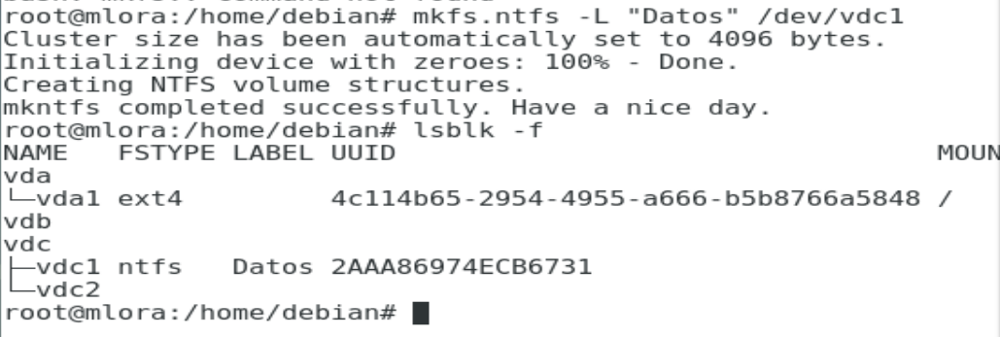 root@mlora:/home/debian# mkfs.ntfs -L "Datos" /dev/vdc1
Cluster size has been automatically set to 4096 bytes.
Initializing device with zeroes: 100% - Done.
Creating NTFS volume structures.
mkntfs completed successfully. Have a nice day.
root@mlora:/home/debian# lsblk -f
NAME   FSTYPE LABEL UUID                                 MOUN
vda
└─vda1 ext4         4c114b65-2954-4955-a666-b5b8766a5848 /
vdb
vdc
├─vdc1 ntfs   Datos 2AAA86974ECB6731
└─vdc2
root@mlora:/home/debian#